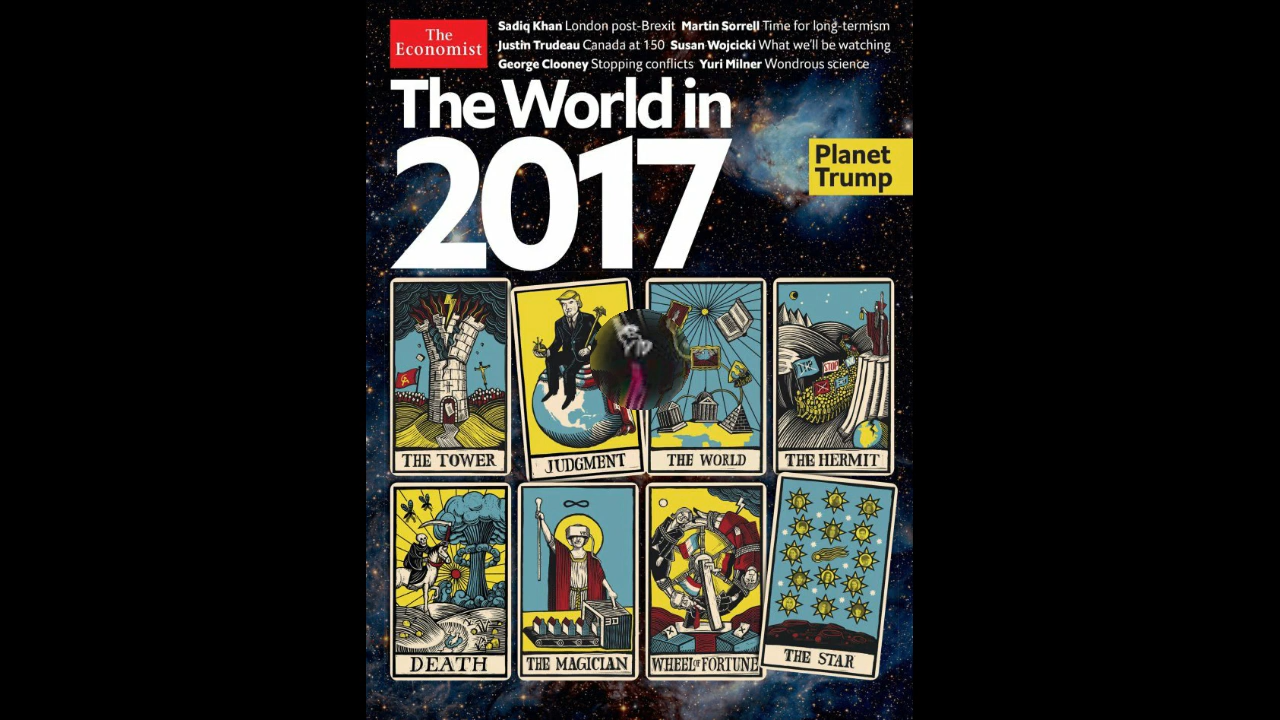 The
Economist
Sadiq Khan London post-Brexit Martin Sorrell Time for long-termism
Justin Trudeau Canada at 150 Susan Wojcicki What we'll be watching
George Clooney Stopping conflicts Yuri Milner Wondrous science
The World in
2017
Planet
Trump
THE TOWER
JUDGMENT
THE WORLD
STOP
THE HERMIT
3D
DEATH
THE MAGICIAN
WHEEL OF FORTUNE
THE STAR